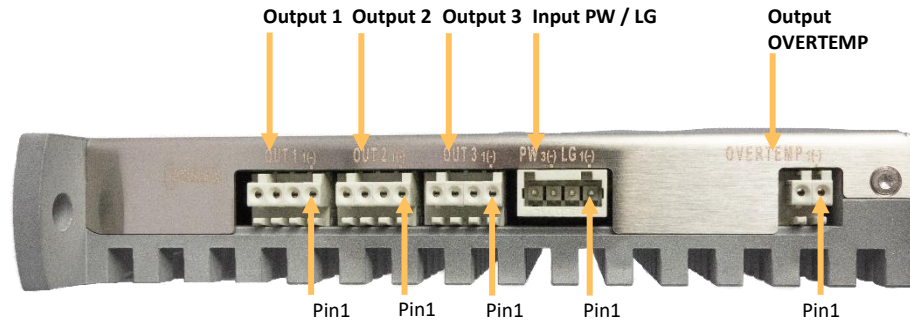 Output 1
Output 2
Output 3
Input PW / LG
Output
OVERTEMP
OUT 1 1(-)
OUT 2 1(-)
OUT 3 1(-)
PW 3(-) LG 1(-)
OVERTEMP 1(-)
Pin1
Pin1
Pin1
Pin1
Pin1